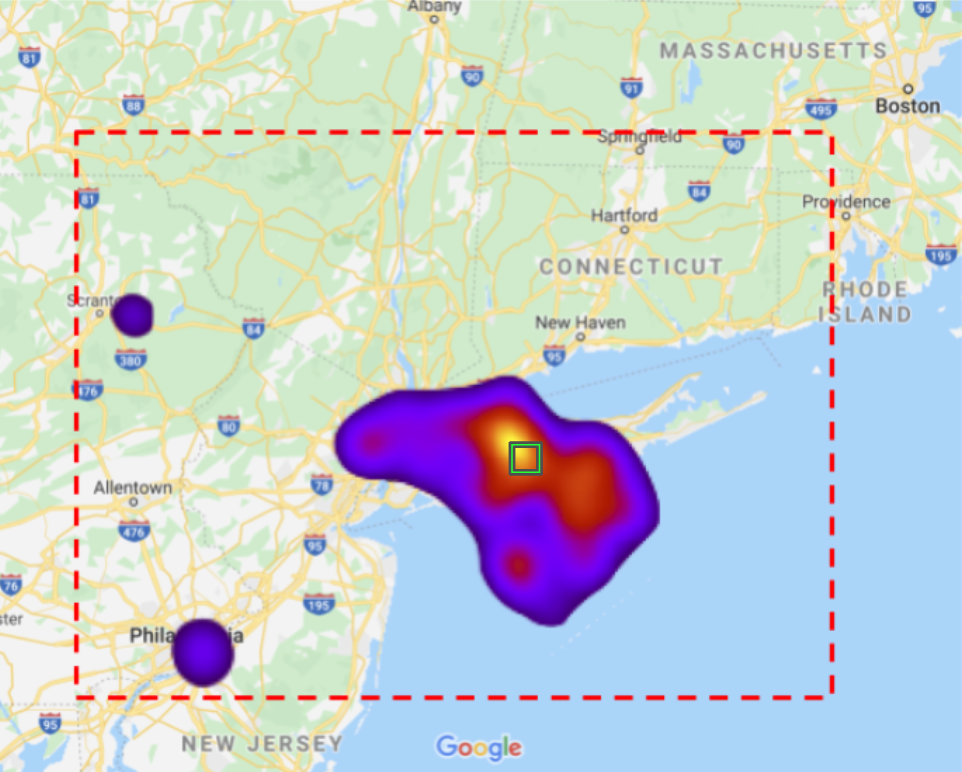 Albany
95
81
MASSACHUSETTS
90
91
88
495
Boston
Springfield
90
81
84
Providence
Hartford
195
CONNECTICUT
RHODE
ISLAND
Scrant
New Haven
84
95
380
476
80
Allentown
78
476
95
76
ster
195
Phila ia
95
NEW JERSEY
Google